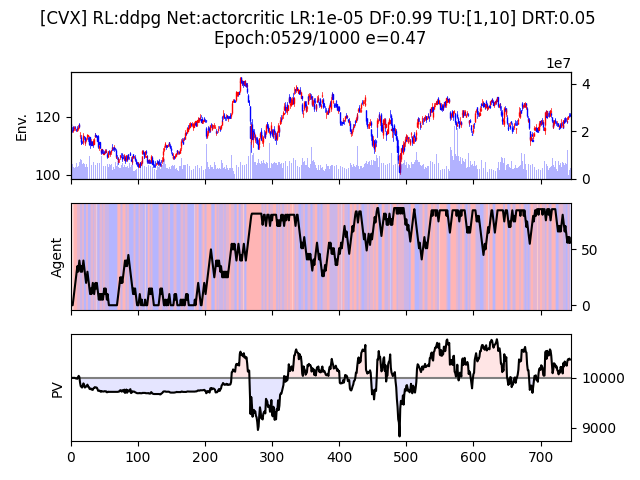 [CVX] RL:ddpg Net:actorcritic LR:1e-05 DF:0.99 TU:[1,10] DRT:0.05
Epoch:0529/1000 e=0.47
1e7
Env.
120
100
4
2
0
Agent
50
0
PV
10000
9000
0 100 200 300 400 500 600 700